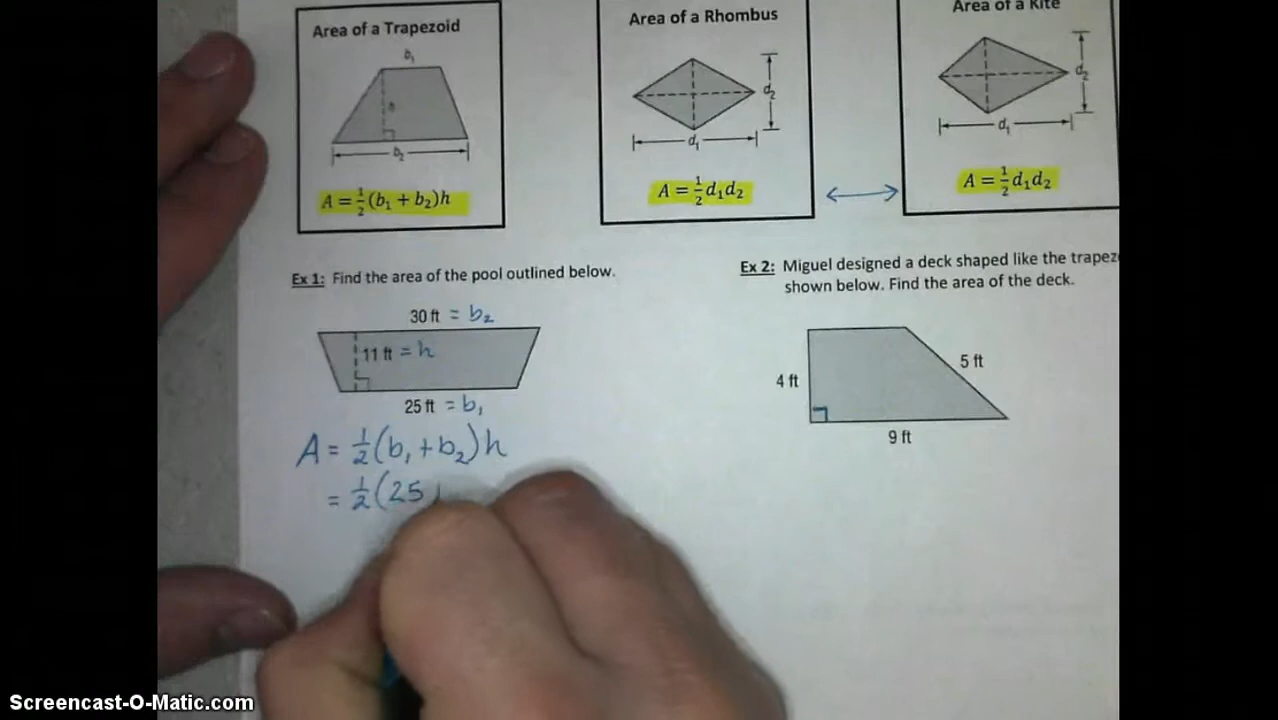 Area of a Trapezoid
b₁
h
b₂
A = ½(b₁ + b₂)h
Area of a Rhombus
d₂
d₁
A = ½d₁d₂
Area of a Kite
d₂
d₁
A = ½d₁d₂
Ex 1: Find the area of the pool outlined below.
30 ft = b₂
11 ft = h
25 ft = b₁
A = ½(b₁ + b₂)h
= ½(25
Ex 2: Miguel designed a deck shaped like the trapez
shown below. Find the area of the deck.
4 ft
5 ft
9 ft
Screencast-O-Matic.com